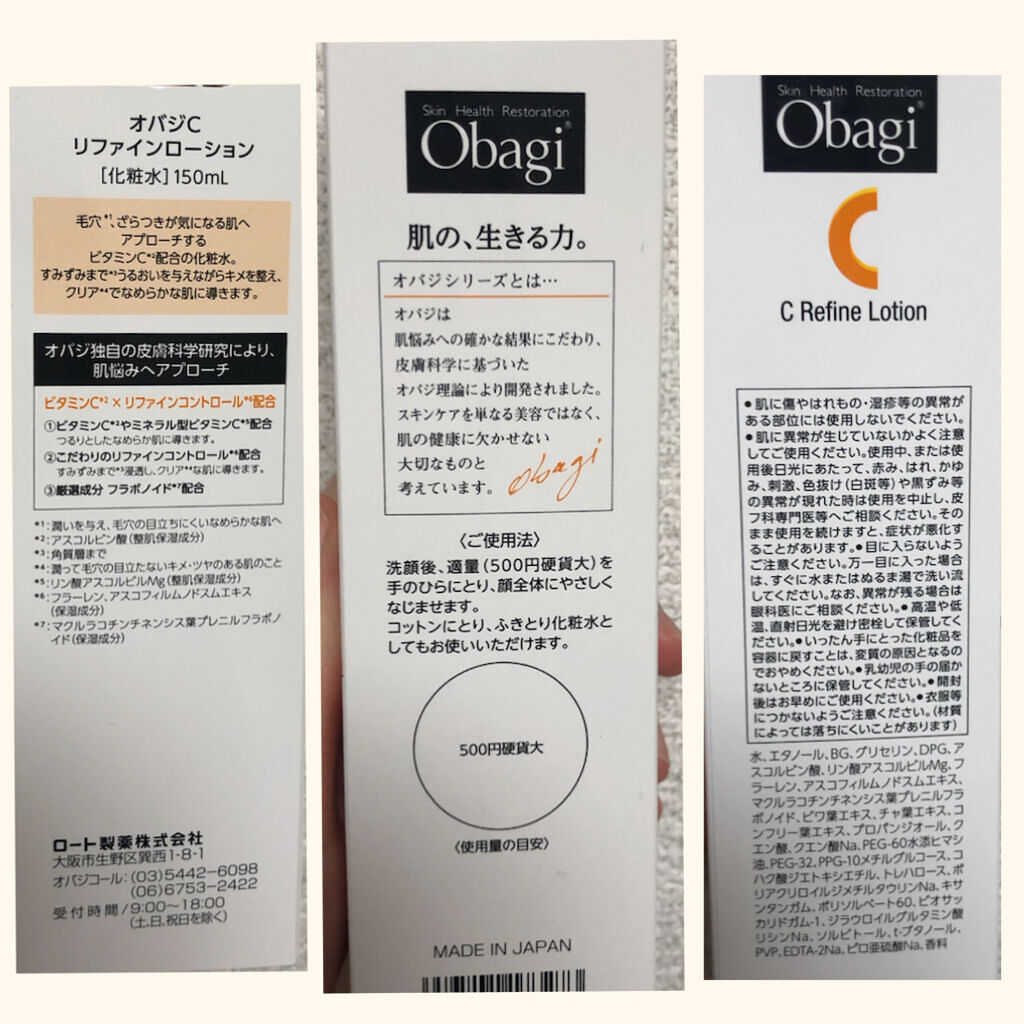 オバジC
リファインローション
[化粧水]150mL
毛穴*1、ざらつきが気になる肌へ
アプローチする
ビタミンC*2配合の化粧水。
すみずみまで*3うるおいを与えながらキメを整え、
クリア*4でなめらかな肌に導きます。
オバジ独自の皮膚科学研究により、
肌悩みへアプローチ
ビタミンC*2×リファインコントロール*6配合
①ビタミンC*2やミネラル型ビタミンC*5配合
つるりとしたなめらか肌に導きます。
②こだわりのリファインコントロール*6配合
すみずみまで*3浸透し、クリア*4な肌に導きます。
③厳選成分 フラボノイド*7配合
*1:潤いを与え、毛穴の目立ちにくいなめらかな肌へ
*2:アスコルビン酸(整肌保湿成分)
*3:角質層まで
*4:潤って毛穴の目立たないキメ・ツヤのある肌のこと
*5:リン酸アスコルビルMg(整肌保湿成分)
*6:フラーレン、アスコフィルムノドスムエキス
(保湿成分)
*7:マクルラコチンチネンシス葉プレニルフラボノ
イド(保湿成分)
ロート製薬株式会社
大阪市生野区巽西1-8-1
オバジコール:(03)5442-6098
(06)6753-2422
受付時間/9:00~18:00
(土、日、祝日を除く)
Skin Health Restoration
Obagi®
肌の、生きる力。
オバジシリーズとは…
オバジは
肌悩みへの確かな結果にこだわり、
皮膚科学に基づいた
オバジ理論により開発されました。
スキンケアを単なる美容ではなく、
肌の健康に欠かせない
大切なものと
考えています。
Obagi
〈ご使用法〉
洗顔後、適量(500円硬貨大)を
手のひらにとり、顔全体にやさしく
なじませます。
コットンにとり、ふきとり化粧水と
してもお使いいただけます。
500円硬貨大
〈使用量の目安〉
MADE IN JAPAN
Skin Health Restoration
Obagi®
C
C Refine Lotion
●肌に傷やはれもの・湿疹等の異常が
ある部位には使用しないでください。
●肌に異常が生じていないかよく注意
してご使用ください。使用中、または使
用後日光にあたって、赤み、はれ、かゆ
み、刺激、色抜け(白斑等)や黒ずみ等
の異常が現れた時は使用を中止し、皮
フ科専門医等へご相談ください。その
まま使用を続けますと、症状が悪化す
ることがあります。●目に入らないよう
ご注意ください。万一目に入った場合
は、すぐに水またはぬるま湯で洗い流
してください。なお、異常が残る場合は
眼科医にご相談ください。●高温や低
温、直射日光を避け密栓して保管してくだ
さい。●いったん手にとった化粧品を
容器に戻すことは、変質の原因となるの
でおやめください。●乳幼児の手の届か
ないところに保管してください。●開封
後はお早めにご使用ください。●衣服等
につかないようご注意ください。(材質
によっては落ちにくいことがあります)
水、エタノール、BG、グリセリン、DPG、ア
スコルビン酸、リン酸アスコルビルMg、フ
ラーレン、アスコフィルムノドスムエキス、
マクルラコチンチネンシス葉プレニルフラ
ボノイド、ビワ葉エキス、チャ葉エキス、コ
ンフリー葉エキス、プロパンジオール、ク
エン酸、クエン酸Na、PEG-60水添ヒマシ
油、PEG-32、PPG-10メチルグルコース、コ
ハク酸ジエトキシエチル、トレハロース、ポ
リアクリロイルジメチルタウリンNa、キサ
ンタンガム、ポリソルベート60、ビオサッ
カリドガム-1、ジラウロイルグルタミン酸
リシンNa、ソルビトール、t-ブタノール、
PVP、EDTA-2Na、ピロ亜硫酸Na、香料